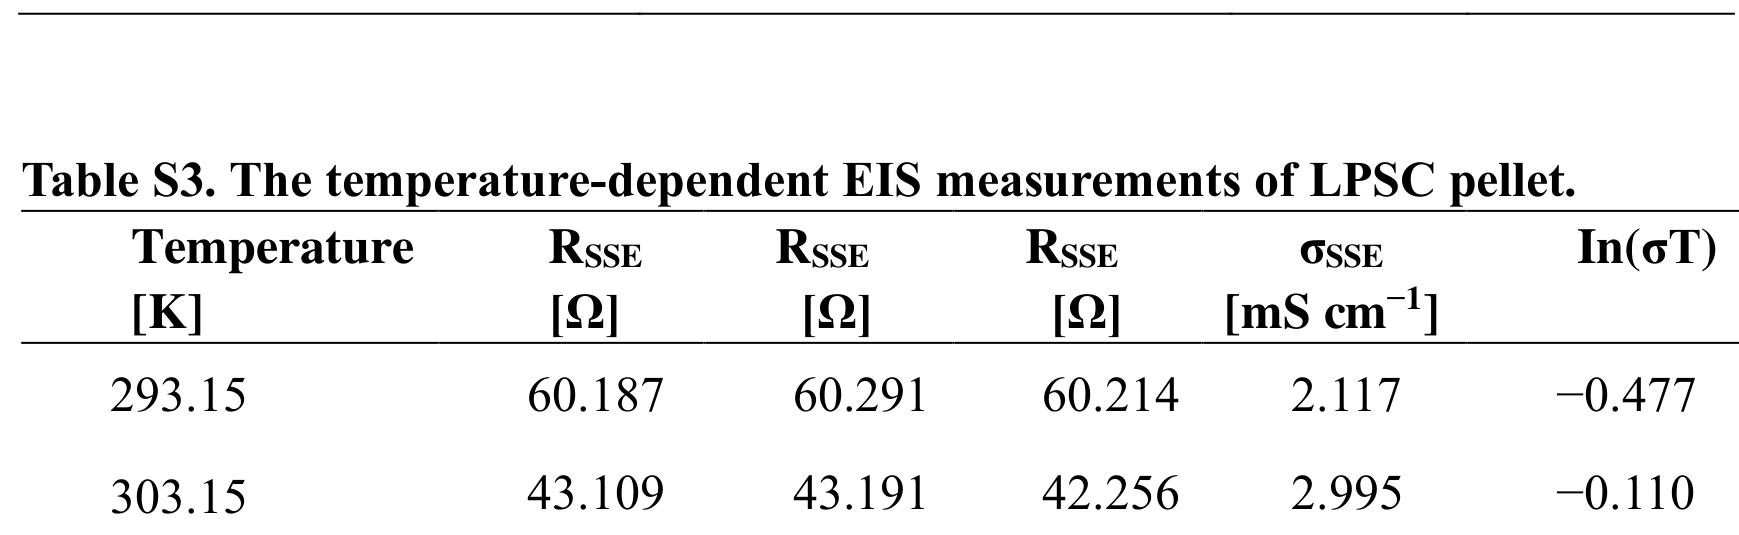 Table S3. The temperature-dependent EIS measurements of LPSC pellet.
Temperature R_SSE R_SSE R_SSE σ_SSE In(σT)
[K] [Ω] [Ω] [Ω] [mS cm⁻¹]
293.15 60.187 60.291 60.214 2.117 −0.477
303.15 43.109 43.191 42.256 2.995 −0.110